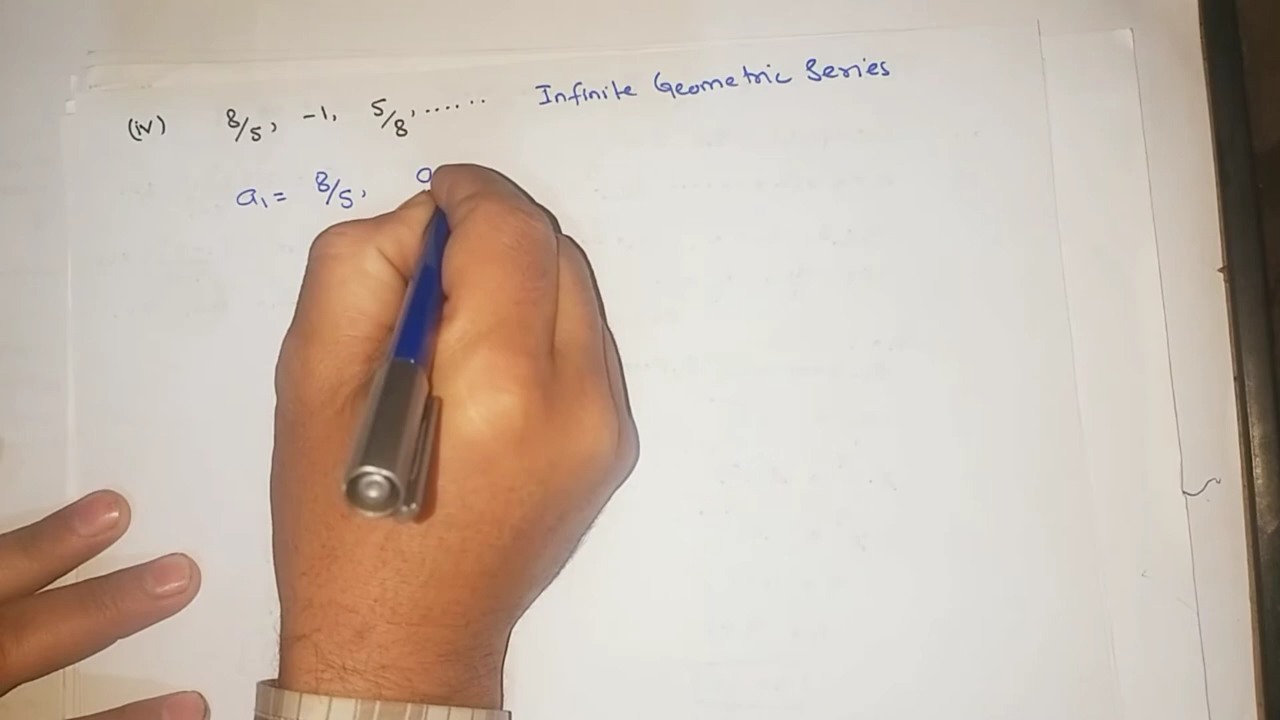 (iv) 8/5, -1, 5/8, ...... Infinite Geometric Series
a₁ = 8/5, a